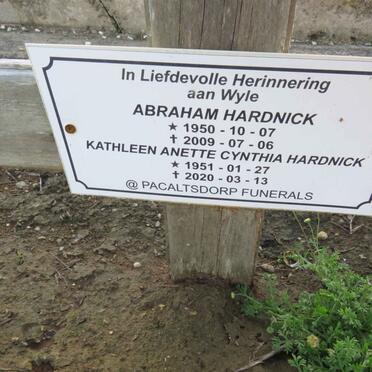 In Liefdevolle Herinnering
aan Wyle
ABRAHAM HARDNICK
★ 1950 - 10 - 07
✝ 2009 - 07 - 06
KATHLEEN ANETTE CYNTHIA HARDNICK
★ 1951 - 01 - 27
✝ 2020 - 03 - 13
@ PACALTSDORP FUNERALS